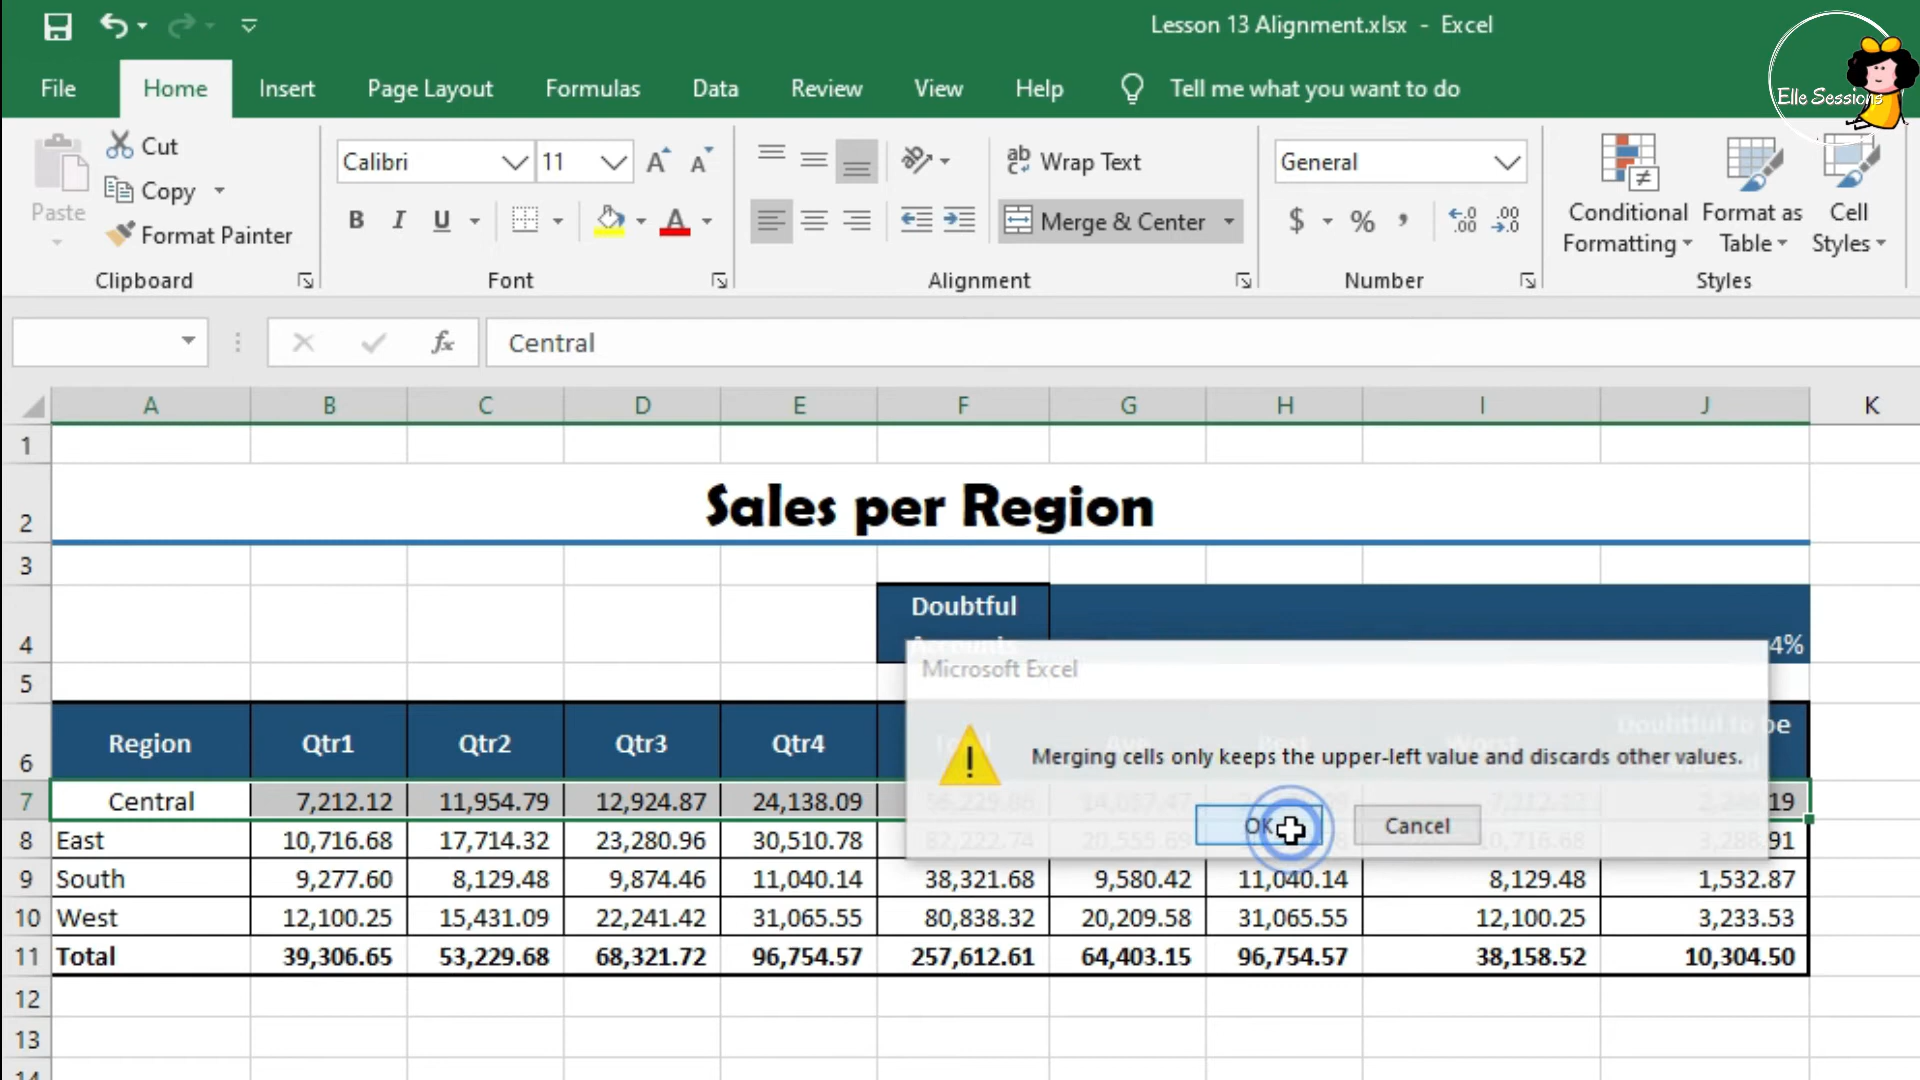 Lesson 13 Alignment.xlsx - Excel
Elle Sessions
File Home Insert Page Layout Formulas Data Review View Help Tell me what you want to do
Paste
Cut
Copy
Format Painter
Clipboard
Calibri 11
B I U
Font
Wrap Text
Merge & Center
Alignment
General
$ % ,
Number
Conditional Formatting
Format as Table
Cell Styles
Styles
fx Central
A B C D E F G H I J K
1
2 Sales per Region
3
4 Doubtful 4%
5
6 Region Qtr1 Qtr2 Qtr3 Qtr4
Microsoft Excel
Merging cells only keeps the upper-left value and discards other values.
OK Cancel
7 Central 7,212.12 11,954.79 12,924.87 24,138.09
8 East 10,716.68 17,714.32 23,280.96 30,510.78
9 South 9,277.60 8,129.48 9,874.46 11,040.14 38,321.68 9,580.42 11,040.14 8,129.48 1,532.87
10 West 12,100.25 15,431.09 22,241.42 31,065.55 80,838.32 20,209.58 31,065.55 12,100.25 3,233.53
11 Total 39,306.65 53,229.68 68,321.72 96,754.57 257,612.61 64,403.15 96,754.57 38,158.52 10,304.50
12
13
14